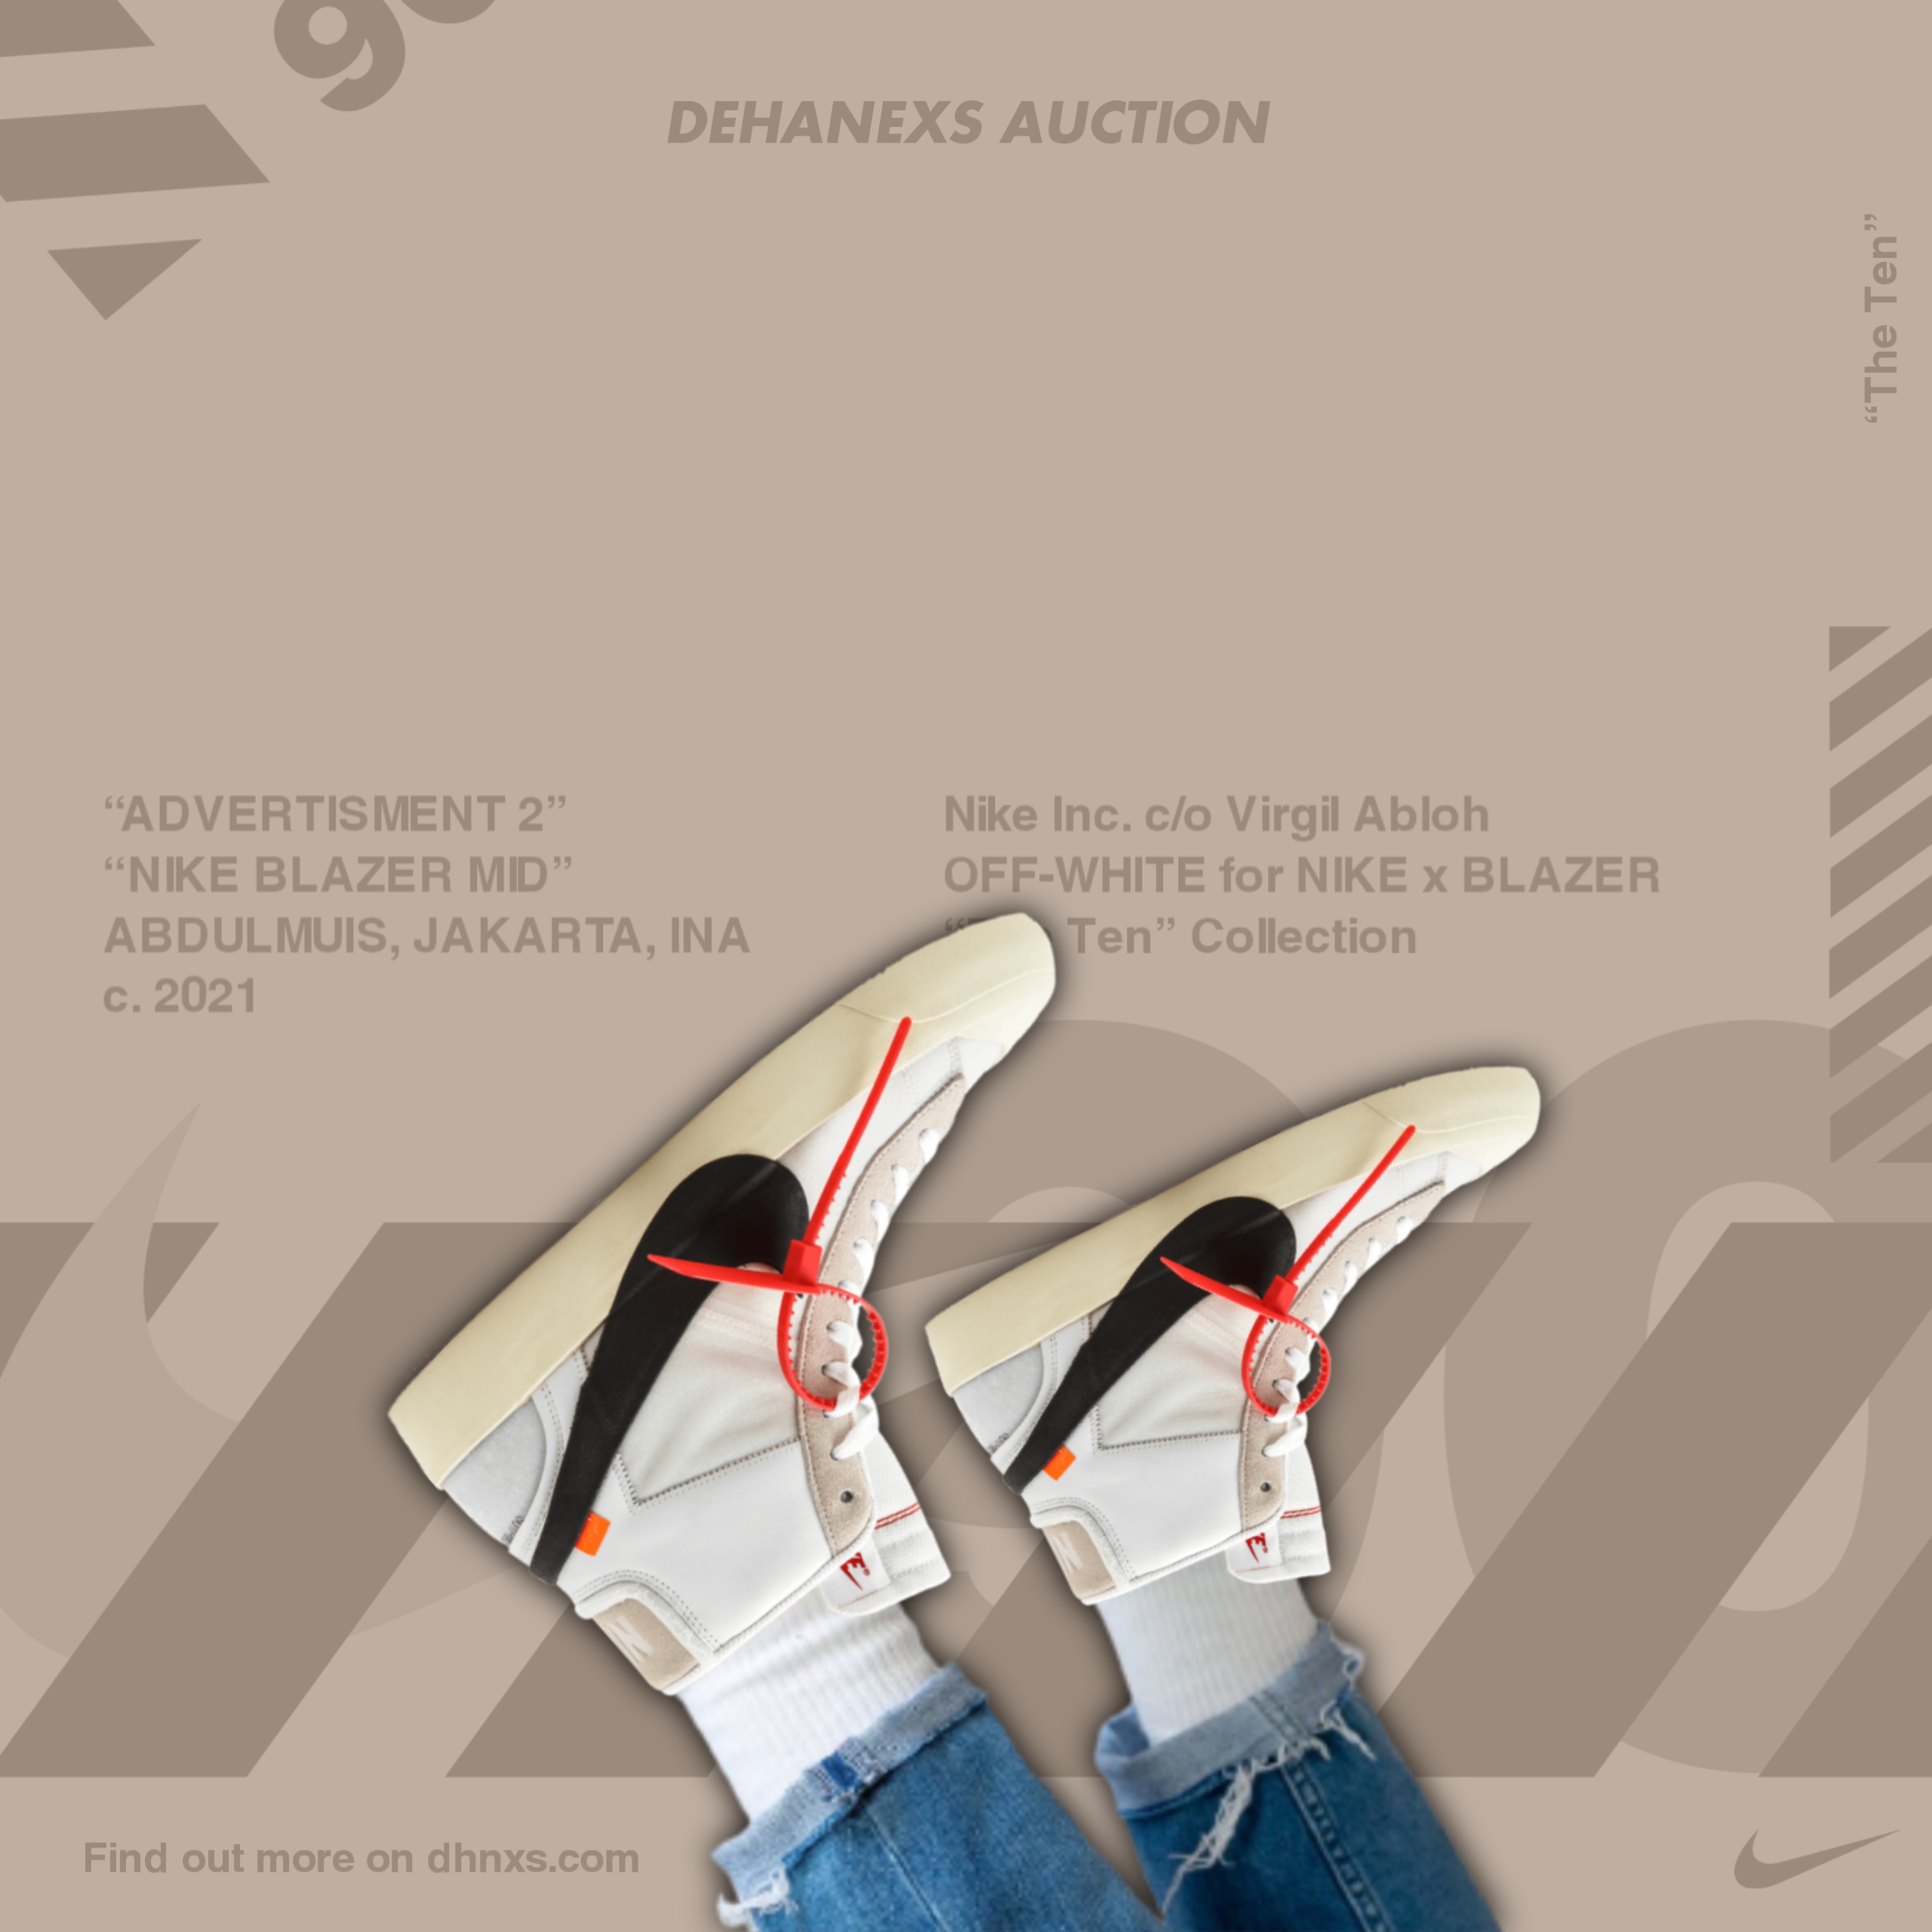 9
DEHANEXS AUCTION
“The Ten”
“ADVERTISMENT 2”
“NIKE BLAZER MID”
ABDULMUIS, JAKARTA, INA
c. 2021
Nike Inc. c/o Virgil Abloh
OFF-WHITE for NIKE x BLAZER
Ten” Collection
Find out more on dhnxs.com